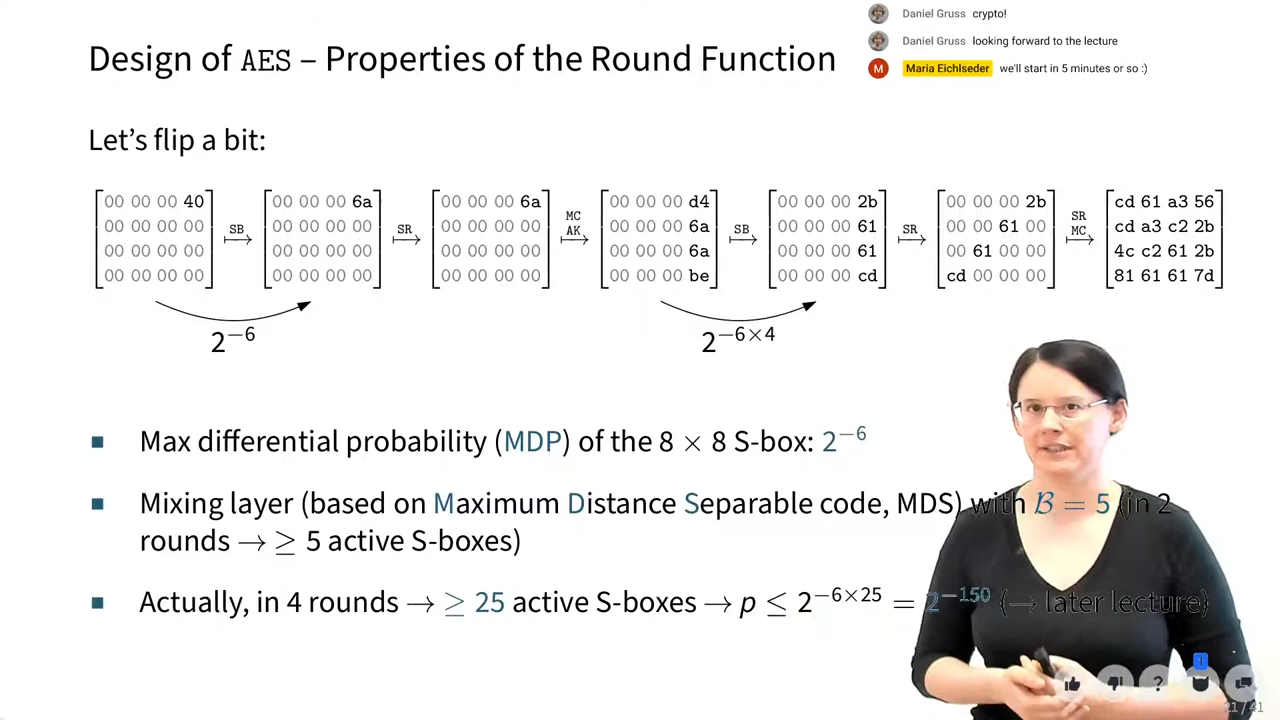 Design of AES – Properties of the Round Function
Daniel Gruss crypto!
Daniel Gruss looking forward to the lecture
M Maria Eichlseder we'll start in 5 minutes or so :)
Let's flip a bit:
00 00 00 40 SB 00 00 00 6a SR 00 00 00 6a MC AK 00 00 00 d4 SB 00 00 00 2b SR 00 00 00 2b SR MC cd 61 a3 56
00 00 00 00 00 00 00 00 00 00 00 00 00 00 00 6a 00 00 00 61 00 00 61 00 cd a3 c2 2b
00 00 00 00 00 00 00 00 00 00 00 00 00 00 00 6a 00 00 00 61 00 61 00 00 4c c2 61 2b
00 00 00 00 00 00 00 00 00 00 00 00 00 00 00 be 00 00 00 cd cd 00 00 00 81 61 61 7d
2⁻⁶ 2⁻⁶ˣ⁴
■ Max differential probability (MDP) of the 8 × 8 S-box: 2⁻⁶
■ Mixing layer (based on Maximum Distance Separable code, MDS) with ℬ = 5 (in 2
rounds → ≥ 5 active S-boxes)
■ Actually, in 4 rounds → ≥ 25 active S-boxes → p ≤ 2⁻⁶ˣ²⁵ = 2⁻¹⁵⁰ (→ later lecture)
1
?
21 / 41